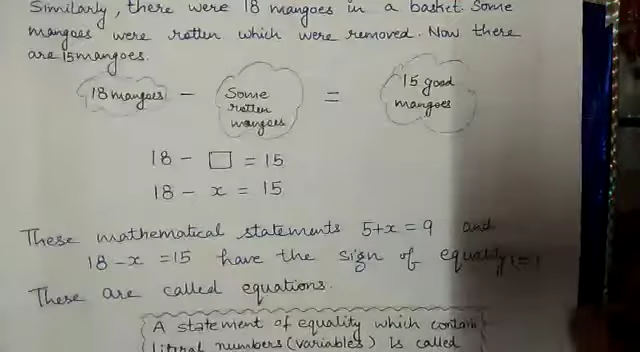 Similarly, there were 18 mangoes in a basket. Some
mangoes were rotten which were removed. Now there
are 15 mangoes.
18 mangoes - Some rotten mangoes = 15 good mangoes
18 - □ = 15
18 - x = 15
These mathematical statements 5+x = 9 and
18 - x = 15 have the sign of equality '='
These are called equations.
A statement of equality which contain
literal numbers (variables) is called